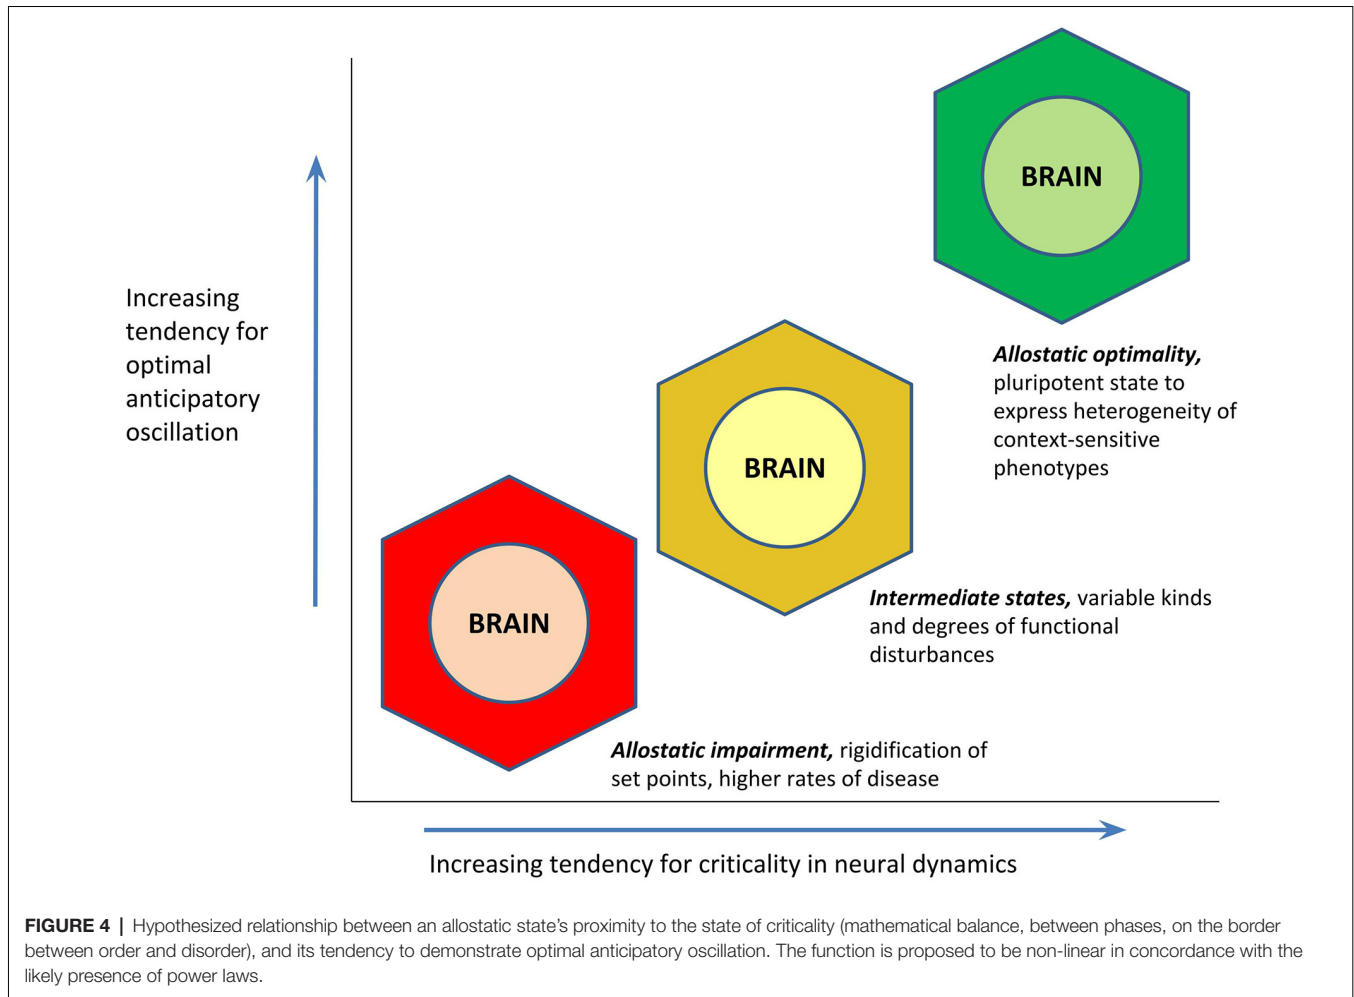 BRAIN
Allostatic optimality,
pluripotent state to
express heterogeneity of
context-sensitive
phenotypes
Increasing
tendency for
optimal
anticipatory
oscillation
BRAIN
Intermediate states, variable kinds
and degrees of functional
disturbances
BRAIN
Allostatic impairment, rigidification of
set points, higher rates of disease
Increasing tendency for criticality in neural dynamics
FIGURE 4 | Hypothesized relationship between an allostatic state's proximity to the state of criticality (mathematical balance, between phases, on the border
between order and disorder), and its tendency to demonstrate optimal anticipatory oscillation. The function is proposed to be non-linear in concordance with the
likely presence of power laws.